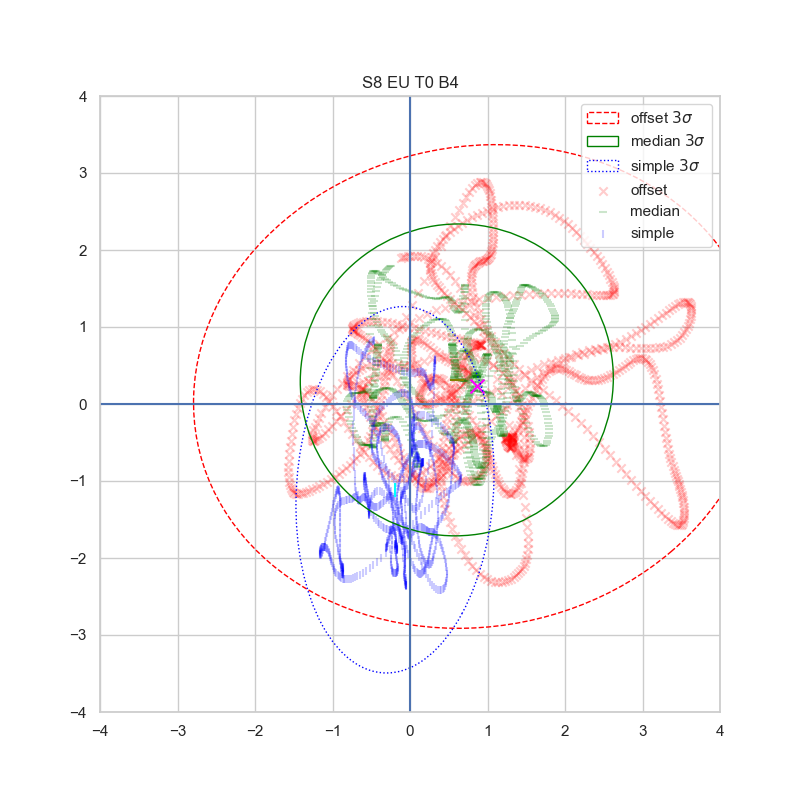 S8 EU T0 B4
offset 3σ
median 3σ
simple 3σ
offset
median
simple
4
3
2
1
0
−1
−2
−3
−4
−4 −3 −2 −1 0 1 2 3 4